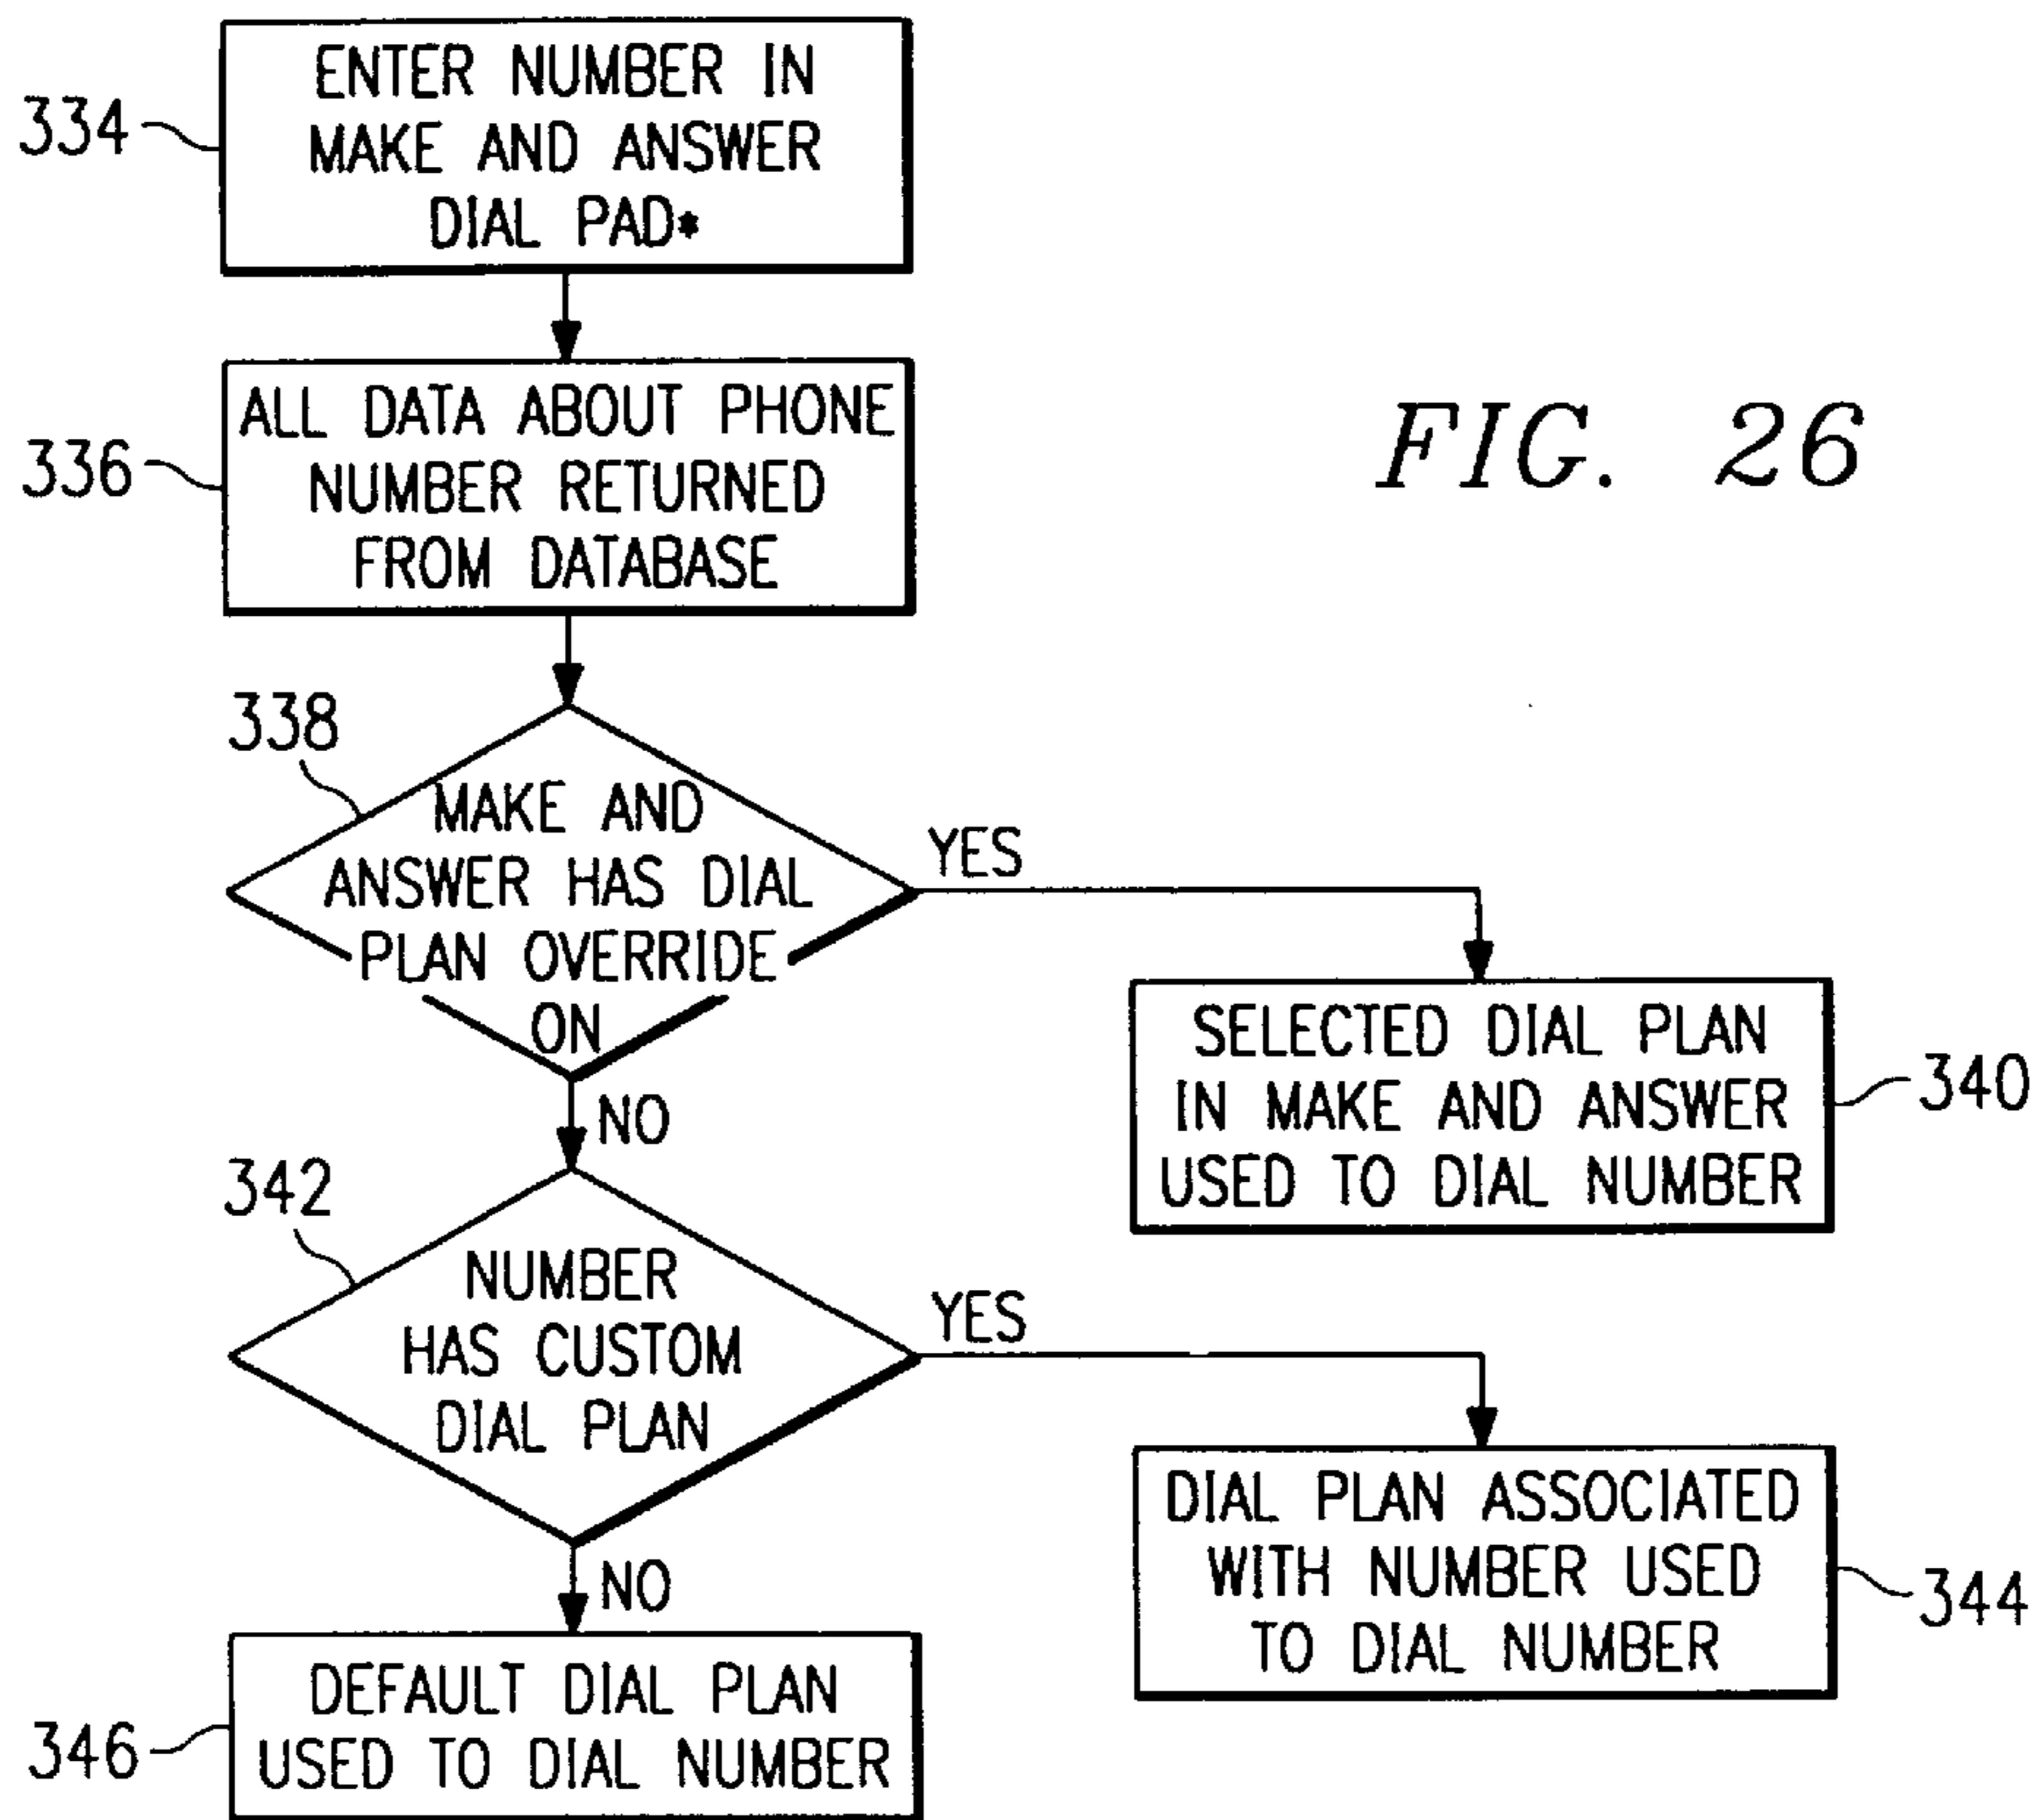 334
ENTER NUMBER IN
MAKE AND ANSWER
DIAL PAD*
336
ALL DATA ABOUT PHONE
NUMBER RETURNED
FROM DATABASE
FIG. 26
338
MAKE AND
ANSWER HAS DIAL
PLAN OVERRIDE
ON
YES
NO
SELECTED DIAL PLAN
IN MAKE AND ANSWER
USED TO DIAL NUMBER
340
342
NUMBER
HAS CUSTOM
DIAL PLAN
YES
NO
DIAL PLAN ASSOCIATED
WITH NUMBER USED
TO DIAL NUMBER
344
346
DEFAULT DIAL PLAN
USED TO DIAL NUMBER